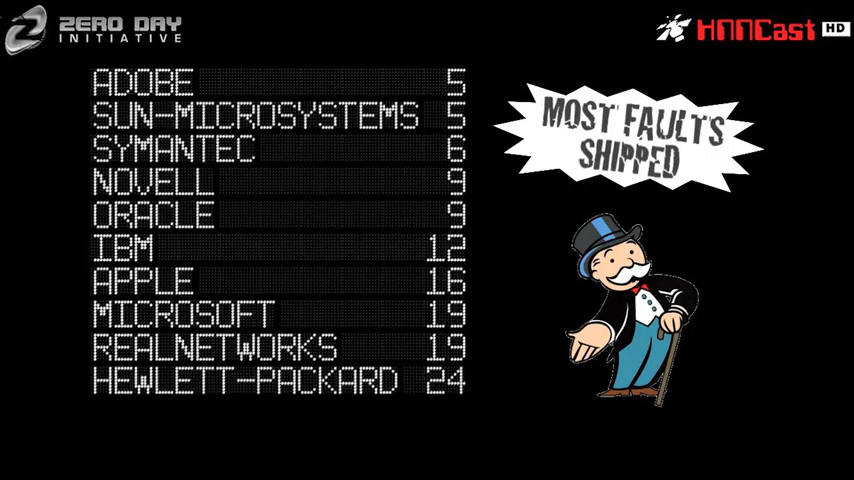 ZERO DAY
INITIATIVE
HNNCast HD
ADOBE 5
SUN-MICROSYSTEMS 5
SYMANTEC 6
NOVELL 9
ORACLE 9
IBM 12
APPLE 16
MICROSOFT 19
REALNETWORKS 19
HEWLETT-PACKARD 24
MOST FAULTS
SHIPPED